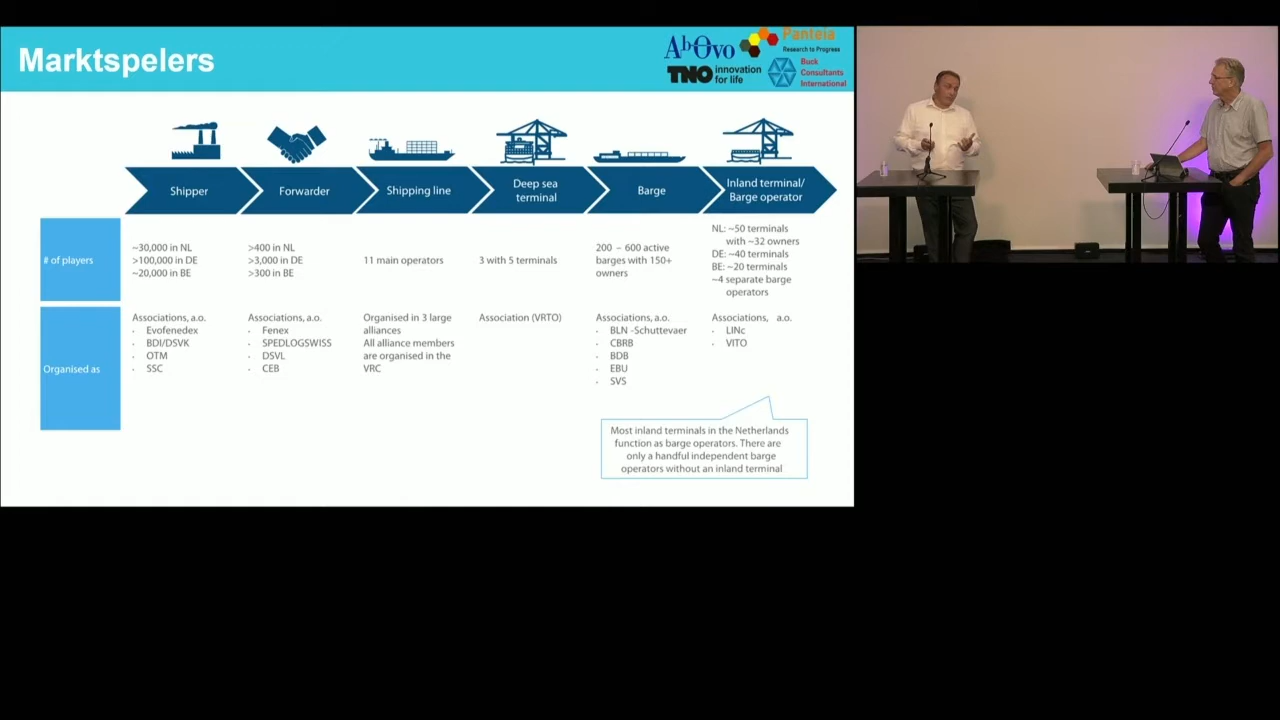 Marktspelers
AbOvo
Panteia
Research to Progress
TNO innovation
for life
Buck
Consultants
International
Shipper
Forwarder
Shipping line
Deep sea
terminal
Barge
Inland terminal/
Barge operator
# of players
~30,000 in NL
>100,000 in DE
~20,000 in BE
>400 in NL
>3,000 in DE
>300 in BE
11 main operators
3 with 5 terminals
200 – 600 active
barges with 150+
owners
NL: ~50 terminals
with ~32 owners
DE: ~40 terminals
BE: ~20 terminals
~4 separate barge
operators
Organised as
Associations, a.o.
· Evofenedex
· BDI/DSVK
· OTM
· SSC
Associations, a.o.
· Fenex
· SPEDLOGSWISS
· DSVL
· CEB
Organised in 3 large
alliances
All alliance members
are organised in the
VRC
Association (VRTO)
Associations, a.o.
· BLN -Schuttevaer
· CBRB
· BDB
· EBU
· SVS
Associations, a.o.
· LINc
· VITO
Most inland terminals in the Netherlands
function as barge operators. There are
only a handful independent barge
operators without an inland terminal